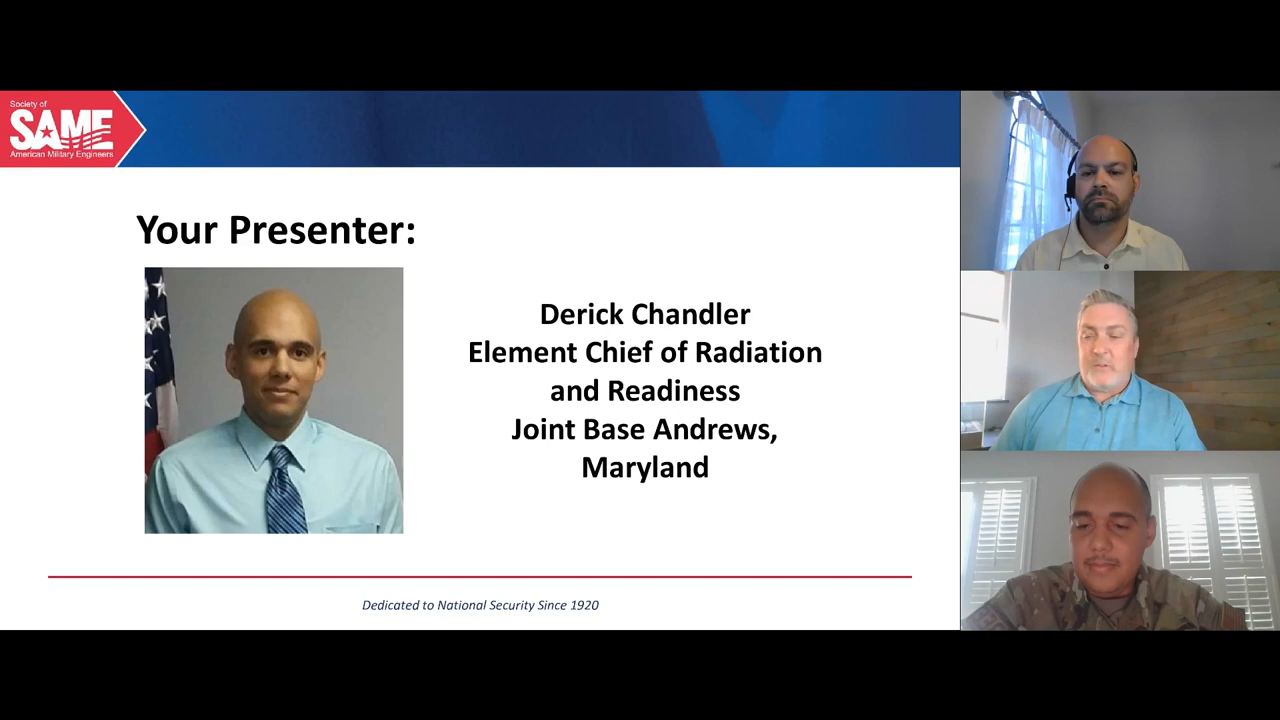 Society of
SAME
American Military Engineers
Your Presenter:
Derick Chandler
Element Chief of Radiation
and Readiness
Joint Base Andrews,
Maryland
Dedicated to National Security Since 1920